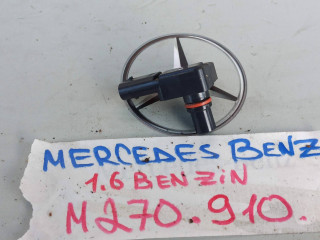 MERCEDES BENZ
1.6 BENZIN
M270.910.